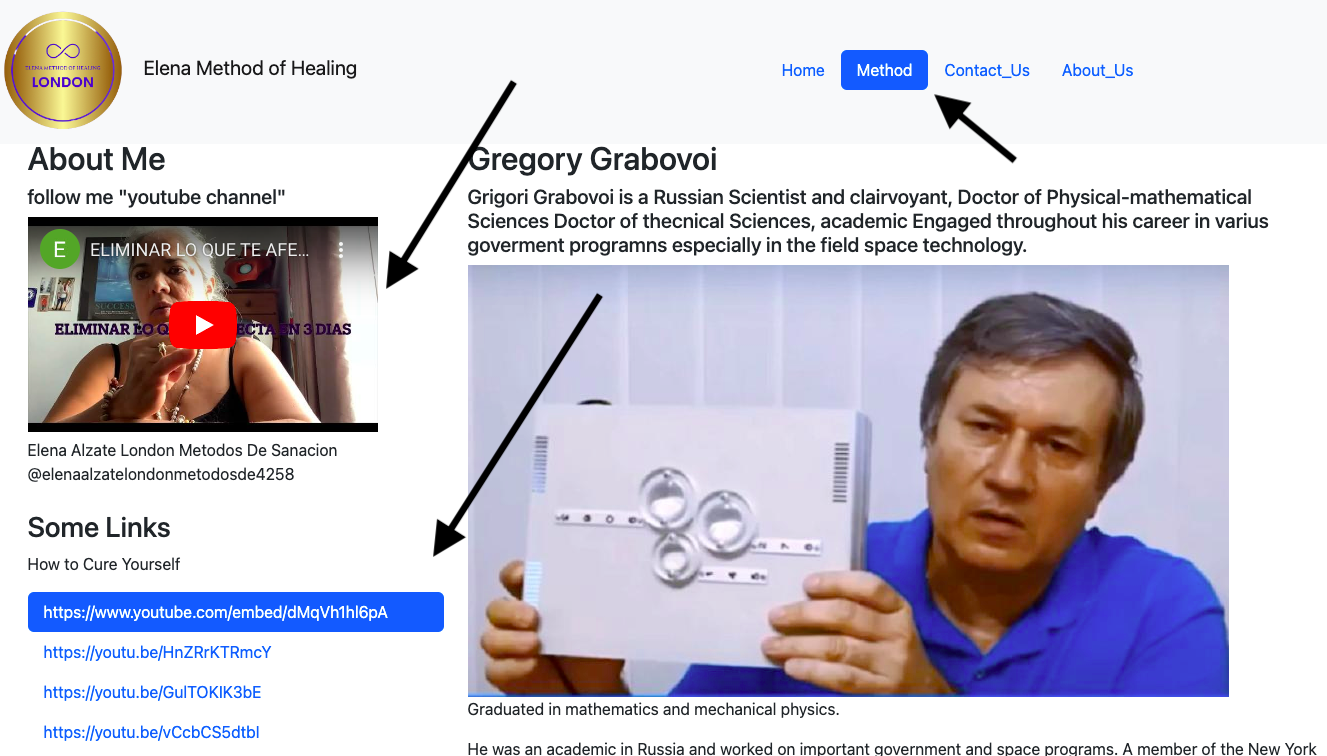 ELENA METHOD OF HEALING
LONDON
Elena Method of Healing
Home
Method
Contact_Us
About_Us
About Me
follow me "youtube channel"
E
ELIMINAR LO QUE TE AFE...
SUCCESS
ELIMINAR LO Q
ECTA EN 3 DIAS
Elena Alzate London Metodos De Sanacion
@elenaalzatelondonmetodosde4258
Some Links
How to Cure Yourself
https://www.youtube.com/embed/dMqVh1hl6pA
https://youtu.be/HnZRrKTRmcY
https://youtu.be/GulTOKIK3bE
https://youtu.be/vCcbCS5dtbI
Gregory Grabovoi
Grigori Grabovoi is a Russian Scientist and clairvoyant, Doctor of Physical-mathematical
Sciences Doctor of thecnical Sciences, academic Engaged throughout his career in varius
goverment programns especially in the field space technology.
Graduated in mathematics and mechanical physics.
He was an academic in Russia and worked on important government and space programs. A member of the New York